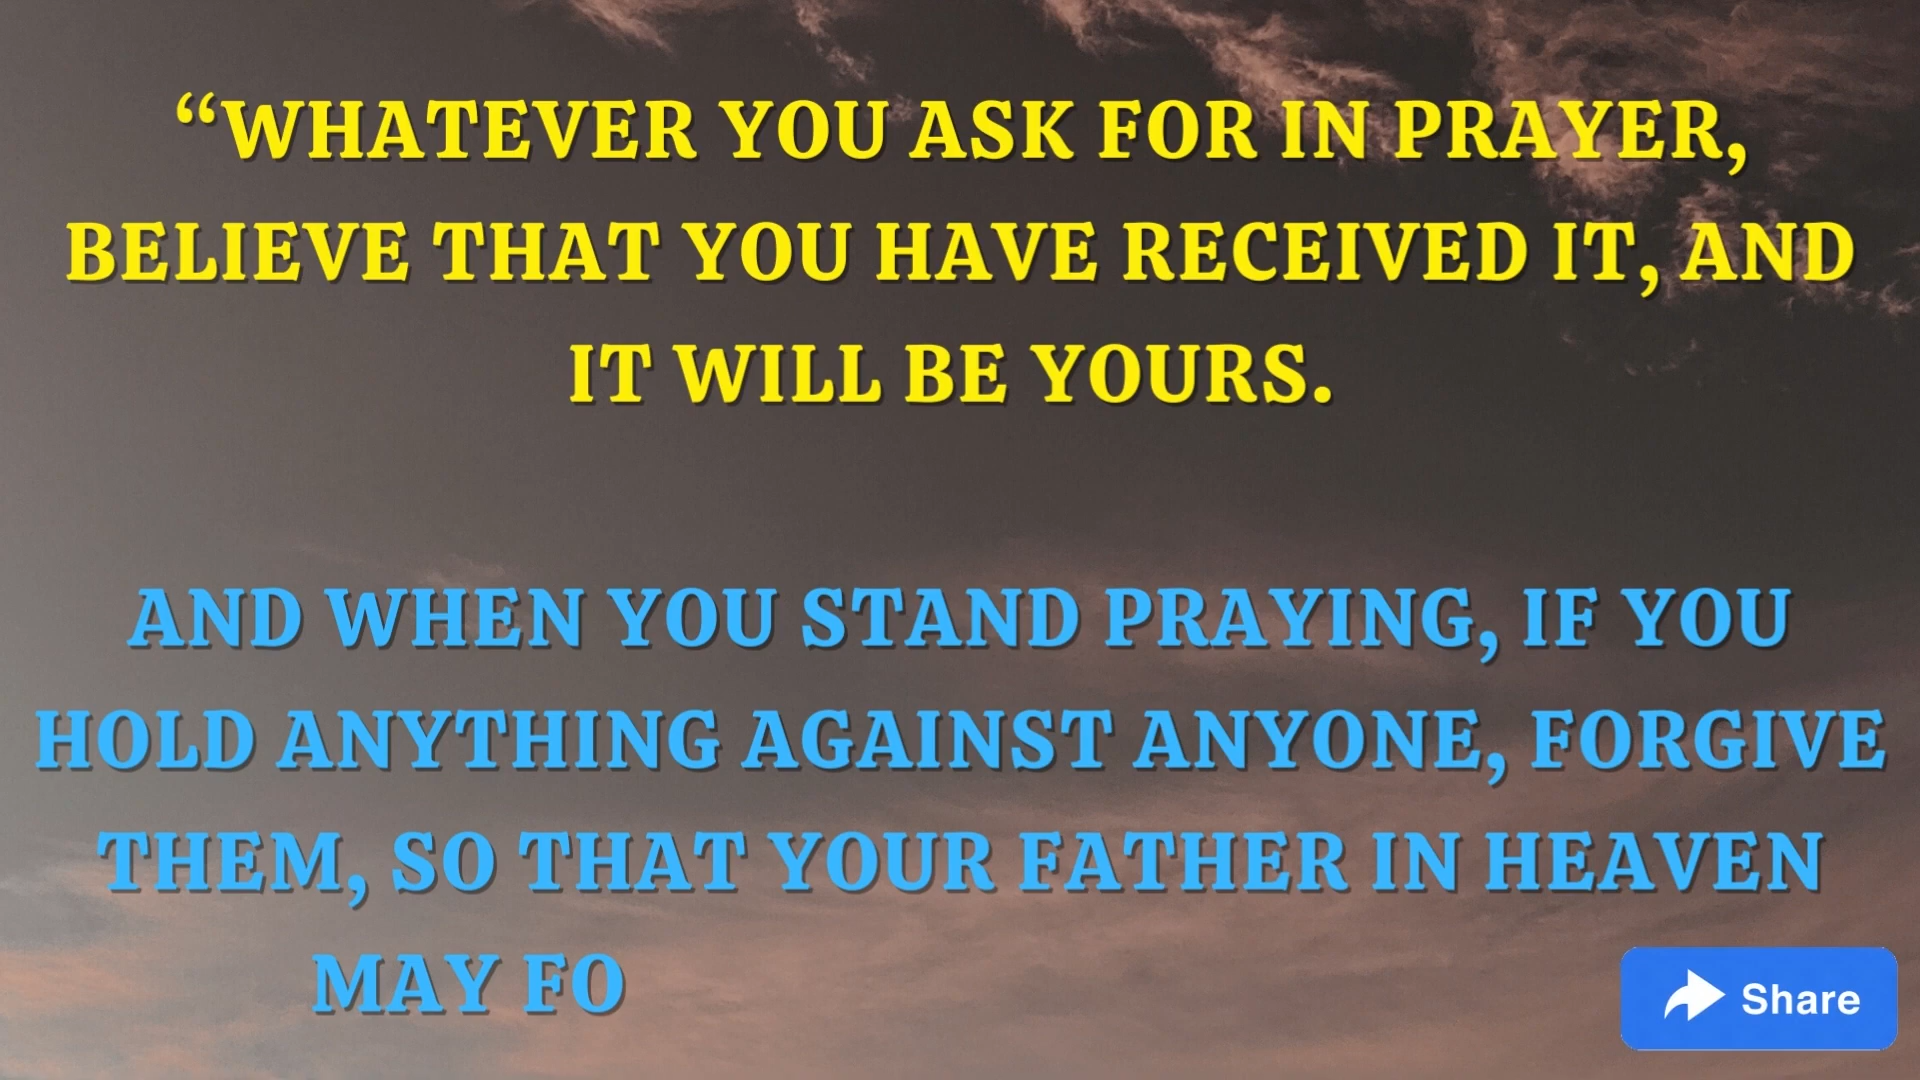 “WHATEVER YOU ASK FOR IN PRAYER,
BELIEVE THAT YOU HAVE RECEIVED IT, AND
IT WILL BE YOURS.
AND WHEN YOU STAND PRAYING, IF YOU
HOLD ANYTHING AGAINST ANYONE, FORGIVE
THEM, SO THAT YOUR FATHER IN HEAVEN
MAY FO
Share